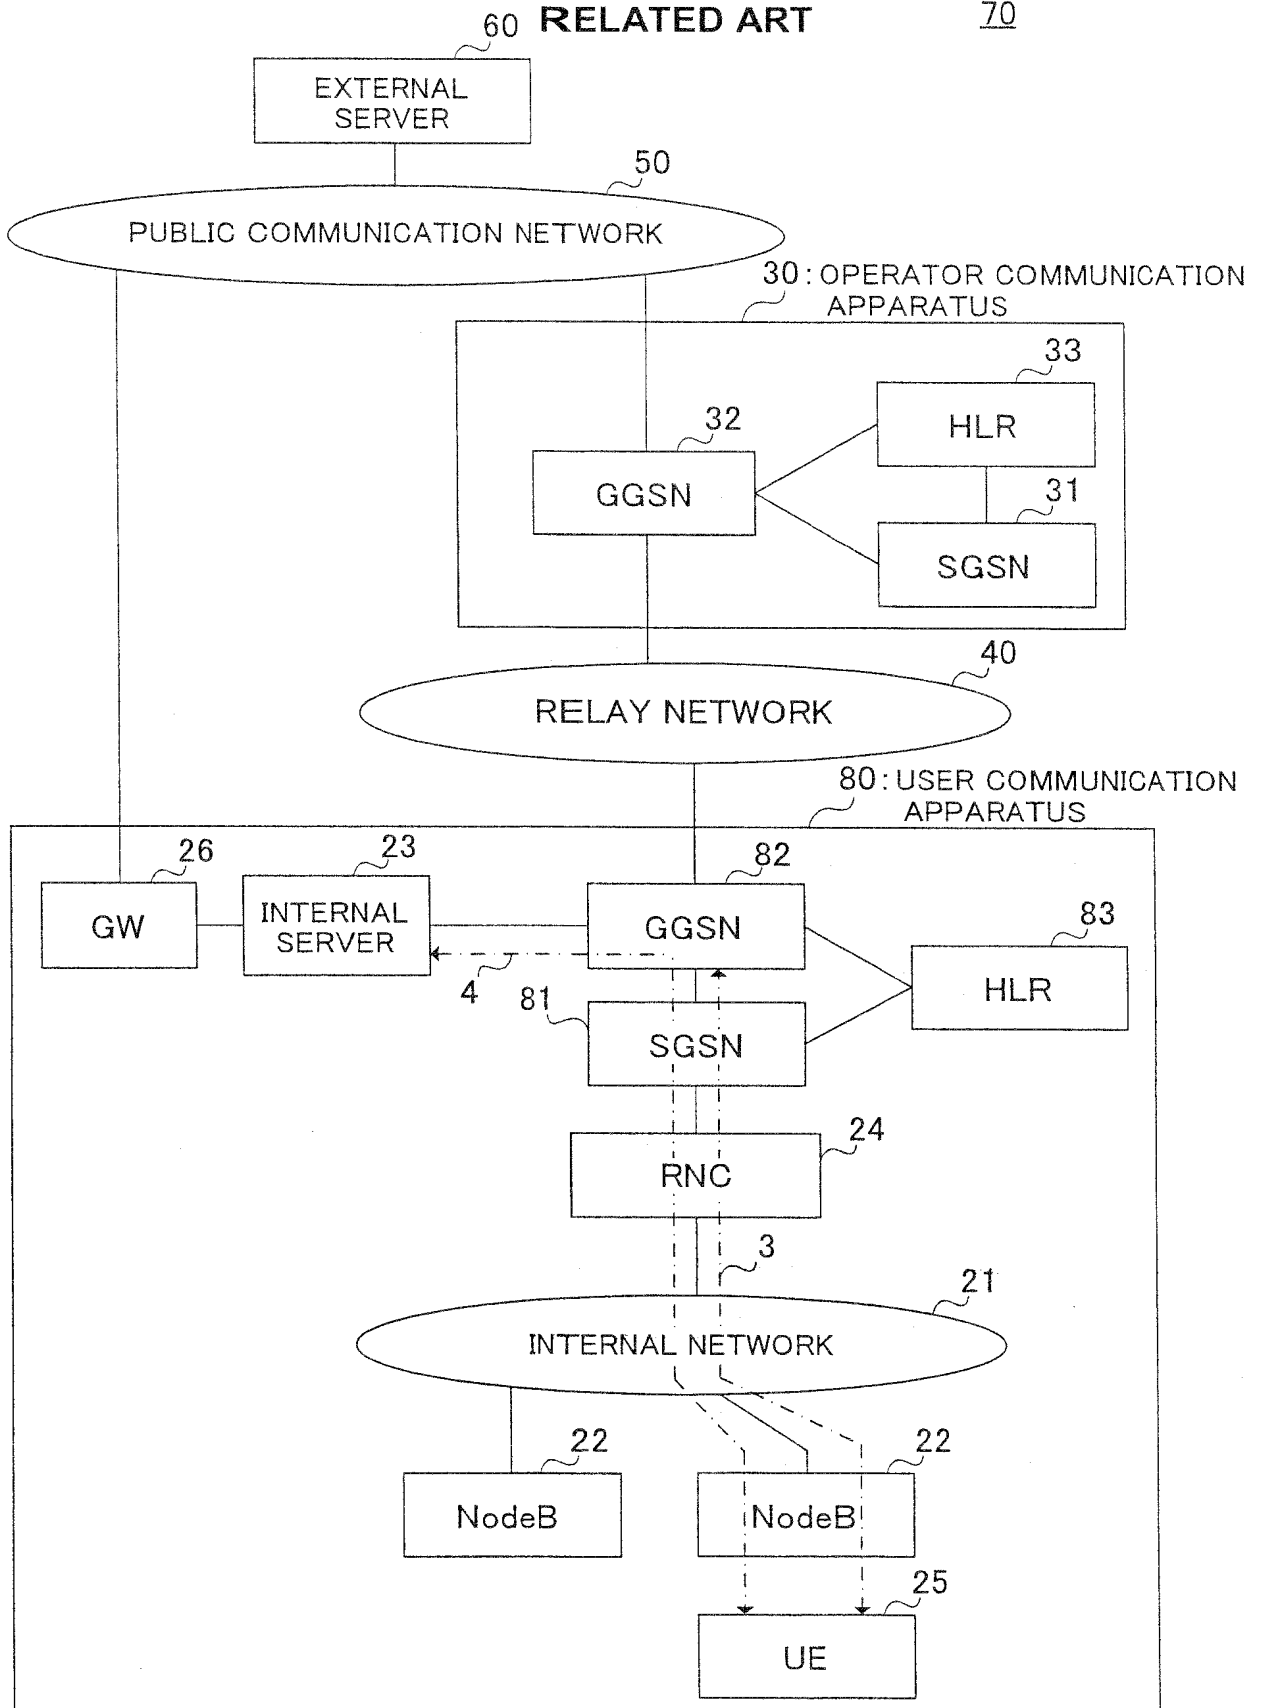 RELATED ART
70
60
EXTERNAL
SERVER
50
PUBLIC COMMUNICATION NETWORK
30:OPERATOR COMMUNICATION
APPARATUS
33
HLR
32
GGSN
31
SGSN
40
RELAY NETWORK
80:USER COMMUNICATION
APPARATUS
26
GW
23
INTERNAL
SERVER
82
GGSN
83
HLR
4
81
SGSN
24
RNC
3
21
INTERNAL NETWORK
22
NodeB
22
NodeB
25
UE